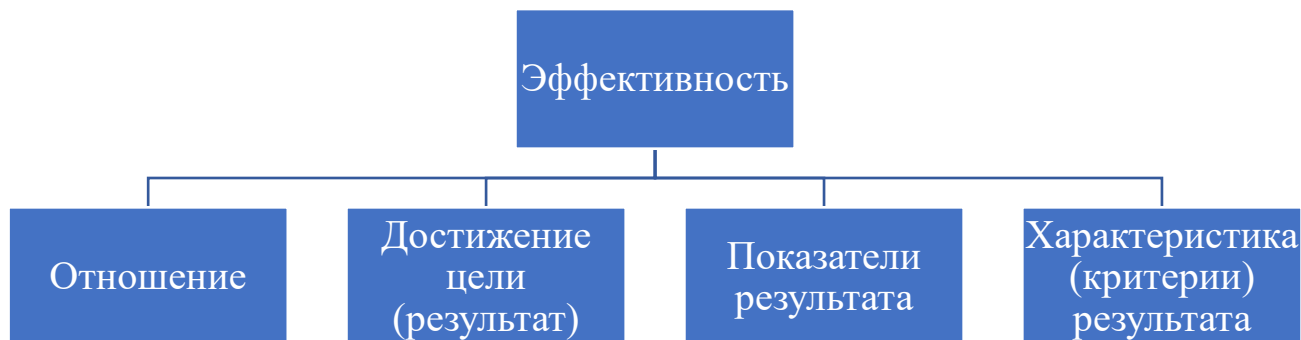 Эффективность
Отношение
Достижение
цели
(результат)
Показатели
результата
Характеристика
(критерии)
результата